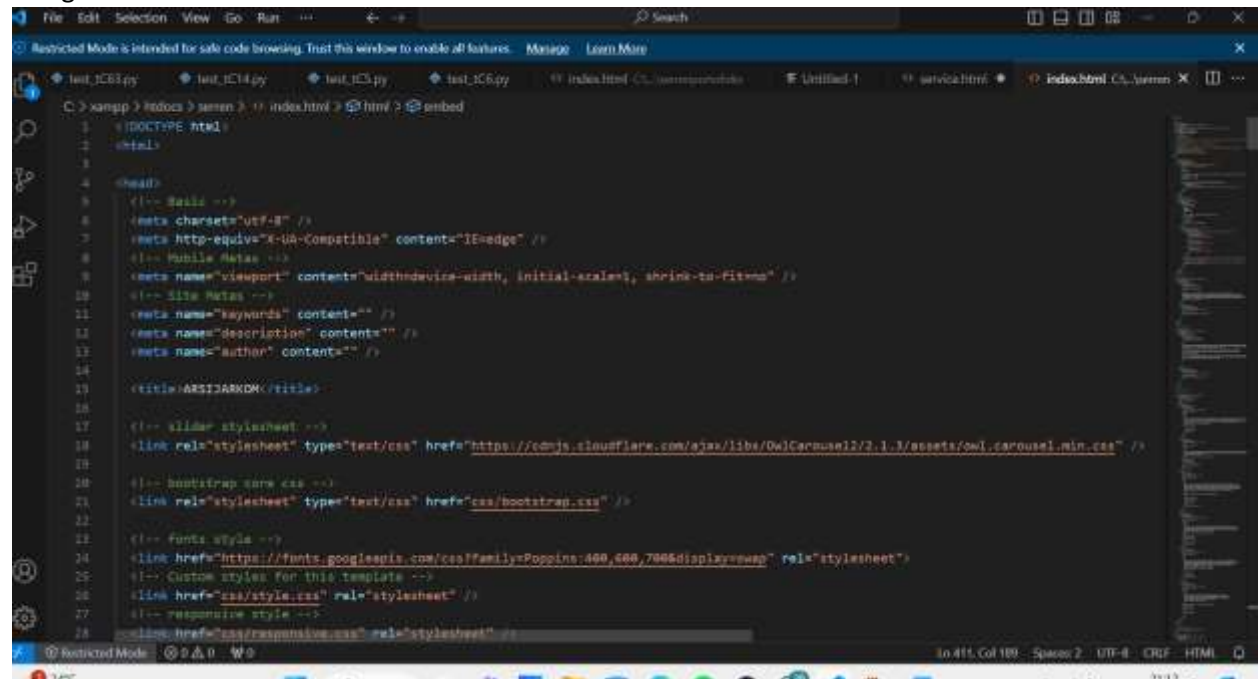 File Edit Selection View Go Run ··· Search
Restricted Mode is intended for safe code browsing. Trust this window to enable all features. Manage Learn More
test_tC63.py test_tC14.py test_tC5.py test_tC6.py index.html Untitled-1 service.html index.html
C: > xampp > htdocs > serren > index.html > html > embed
1 <!DOCTYPE html>
2 <html>
3
4 <head>
5 <!-- Basic -->
6 <meta charset="utf-8" />
7 <meta http-equiv="X-UA-Compatible" content="IE=edge" />
8 <!-- Mobile Metas -->
9 <meta name="viewport" content="width=device-width, initial-scale=1, shrink-to-fit=no" />
10 <!-- Site Metas -->
11 <meta name="keywords" content="" />
12 <meta name="description" content="" />
13 <meta name="author" content="" />
14
15 <title>ARSIJARKOM</title>
16
17 <!-- slider stylesheet -->
18 <link rel="stylesheet" type="text/css" href="https://cdnjs.cloudflare.com/ajax/libs/OwlCarousel2/2.1.3/assets/owl.carousel.min.css" />
19
20 <!-- bootstrap core css -->
21 <link rel="stylesheet" type="text/css" href="css/bootstrap.css" />
22
23 <!-- fonts style -->
24 <link href="https://fonts.googleapis.com/css?family=Poppins:400,600,700&display=swap" rel="stylesheet">
25 <!-- Custom styles for this template -->
26 <link href="css/style.css" rel="stylesheet" />
27 <!-- responsive style -->
28 <link href="css/responsive.css" rel="stylesheet" />
Restricted Mode 0 0 0 Ln 411, Col 109 Spaces: 2 UTF-8 CRLF HTML